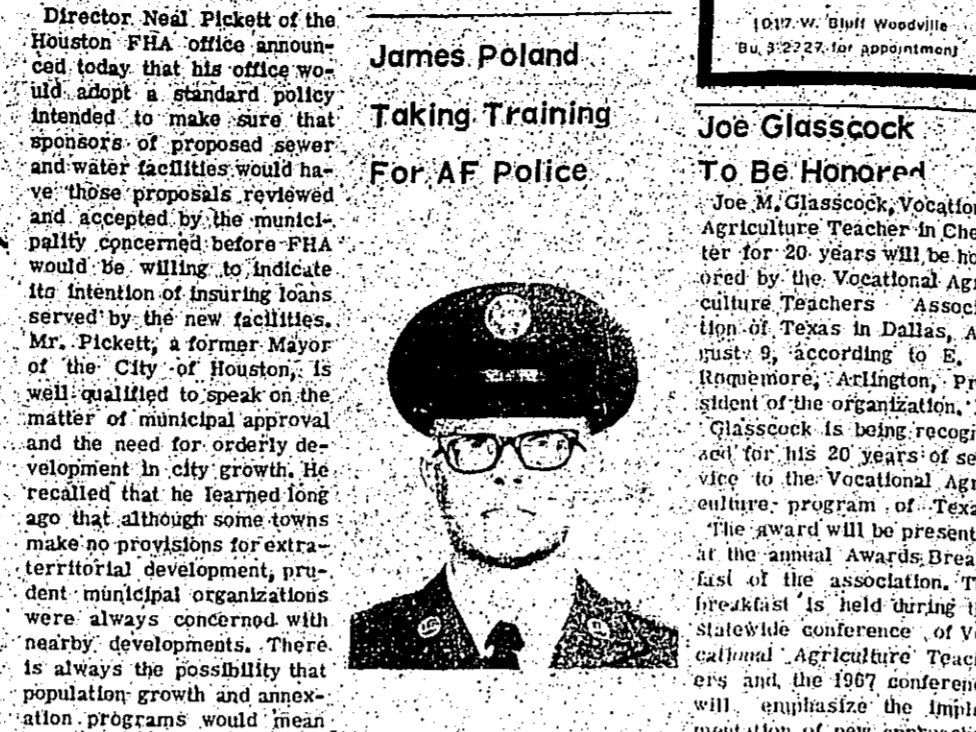 Director Neal Pickett of the
Houston FHA office announ-
ced today that his office wo-
uld adopt a standard policy
intended to make sure that
sponsors of proposed sewer
and water facilities would ha-
ve those proposals reviewed
and accepted by the munici-
pality concerned before FHA
would be willing to indicate
its intention of insuring loans
served by the new facilities.
Mr. Pickett, a former Mayor
of the City of Houston, is
well qualified to speak on the
matter of municipal approval
and the need for orderly de-
velopment in city growth. He
recalled that he learned long
ago that although some towns
make no provisions for extra-
territorial development, pru-
dent municipal organizations
were always concerned with
nearby developments. There
is always the possibility that
population growth and annex-
ation programs would mean
James Poland
Taking Training
For AF Police
1017 W. Bluff Woodville
Bu 3-2227 for appointment
Joe Glasscock
To Be Honored
Joe M. Glasscock, Vocation
Agriculture Teacher in Che
ter for 20 years will be ho
ored by the Vocational Agr
culture Teachers Assoc
tion of Texas in Dallas, A
gust 9, according to E.
Roquemore, Arlington, Pr
sident of the organization.
Glasscock is being recogi
zed for his 20 years of se
vice to the Vocational Agr
culture program of Texa
The award will be present
at the annual Awards Brea
fast of the association. T
breakfast is held during t
statewide conference of V
cational Agriculture Teac
ers and, the 1967 conferen
will emphasize the imple
mentation of new approach